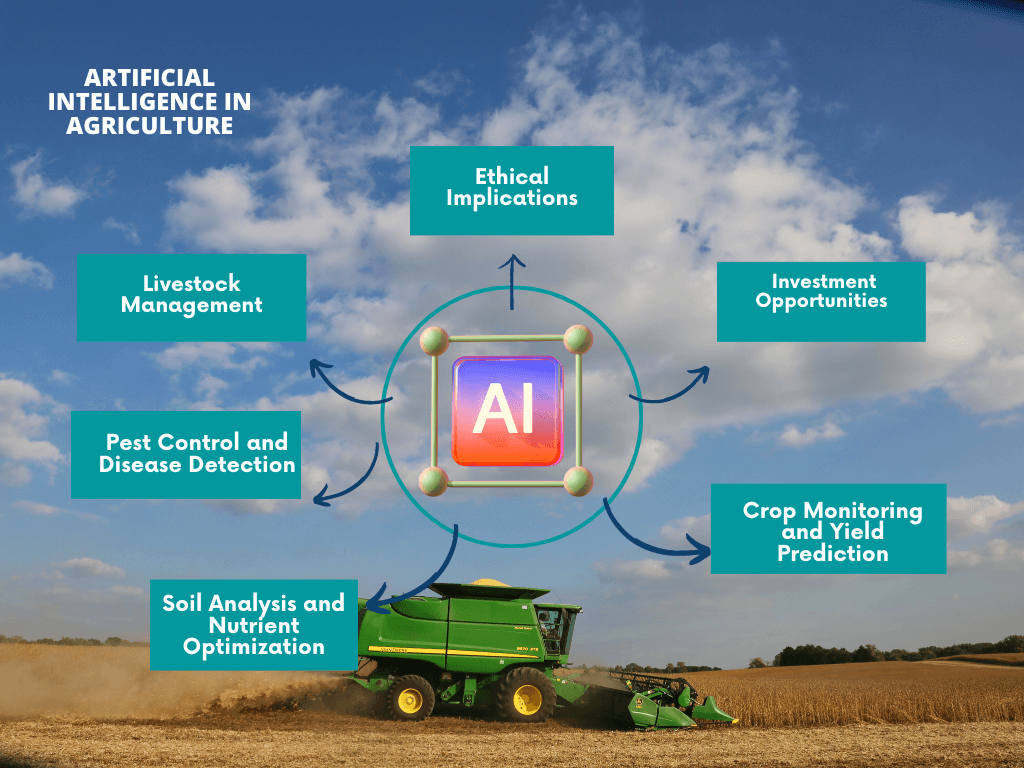 ARTIFICIAL
INTELLIGENCE IN
AGRICULTURE
Ethical
Implications
Livestock
Management
Investment
Opportunities
AI
Pest Control and
Disease Detection
Crop Monitoring
and Yield
Prediction
Soil Analysis and
Nutrient
Optimization